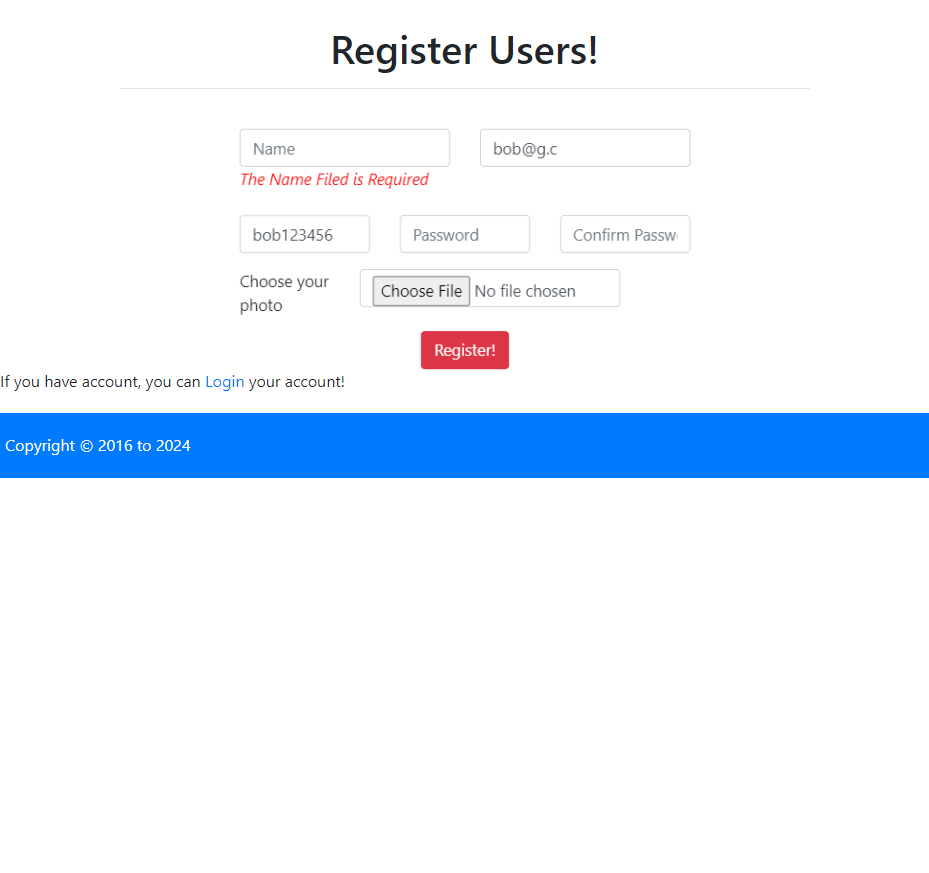 Register Users!
Name
bob@g.c
The Name Filed is Required
bob123456
Password
Confirm Passw
Choose your
photo
Choose File No file chosen
Register!
If you have account, you can Login your account!
Copyright © 2016 to 2024